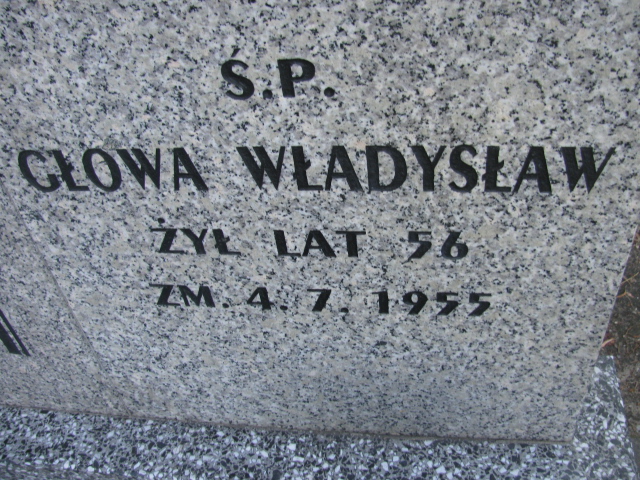 Ś.P.
GŁOWA WŁADYSŁAW
ŻYŁ LAT 56
ZM. 4. 7. 1955